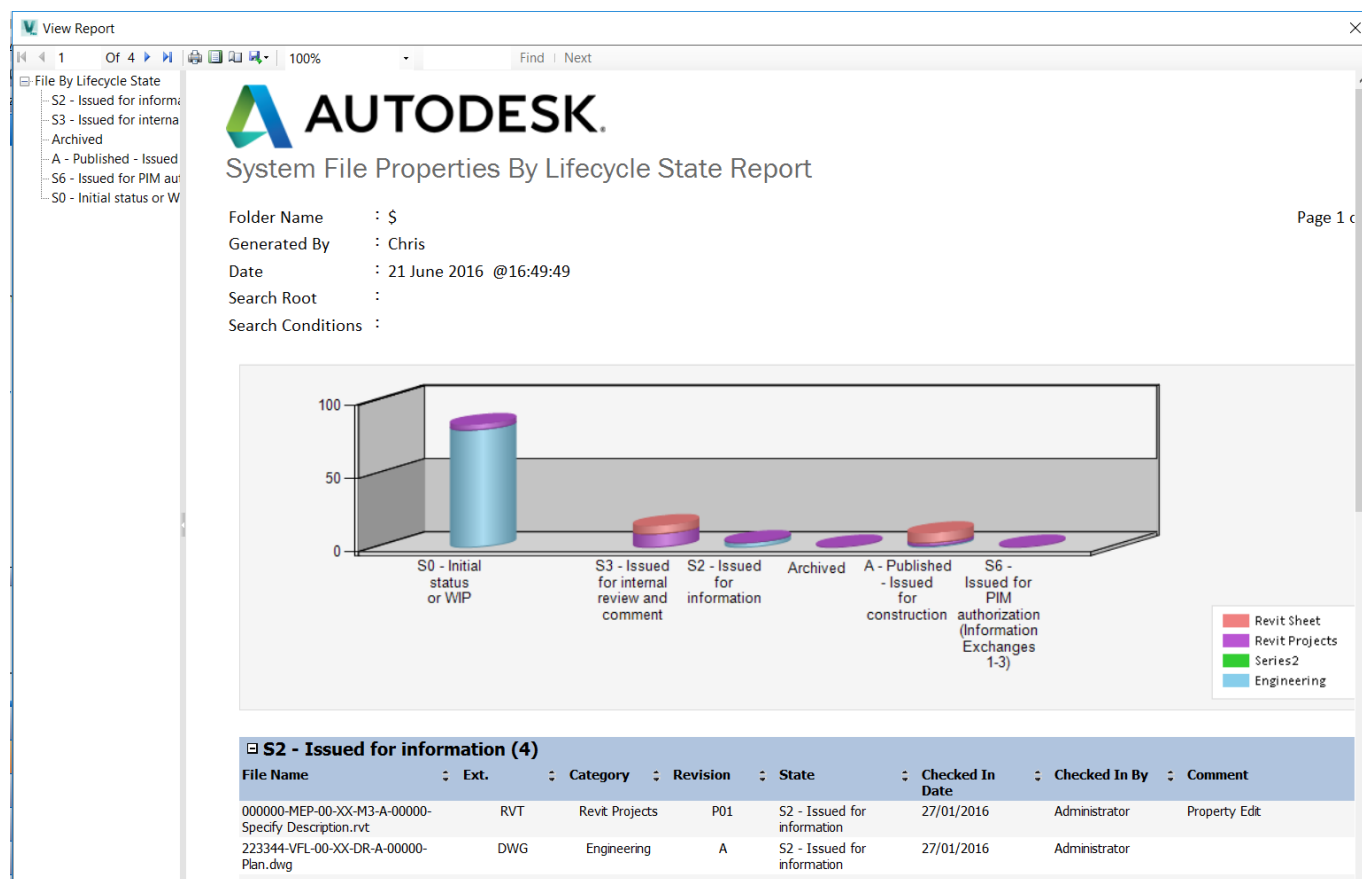 View Report
1 Of 4 100% Find Next
File By Lifecycle State
S2 - Issued for informa
S3 - Issued for interna
Archived
A - Published - Issued
S6 - Issued for PIM aut
S0 - Initial status or W
AUTODESK.
System File Properties By Lifecycle State Report
Folder Name : $
Page 1 o
Generated By : Chris
Date : 21 June 2016 @16:49:49
Search Root :
Search Conditions :
100
50
0
S0 - Initial
status
or WIP
S3 - Issued
for internal
review and
comment
S2 - Issued
for
information
Archived
A - Published
- Issued
for
construction
S6 -
Issued for
PIM
authorization
(Information
Exchanges
1-3)
Revit Sheet
Revit Projects
Series2
Engineering
S2 - Issued for information (4)
File Name Ext. Category Revision State Checked In Date Checked In By Comment
000000-MEP-00-XX-M3-A-00000- RVT Revit Projects P01 S2 - Issued for 27/01/2016 Administrator Property Edit
Specify Description.rvt information
223344-VFL-00-XX-DR-A-00000- DWG Engineering A S2 - Issued for 27/01/2016 Administrator
Plan.dwg information